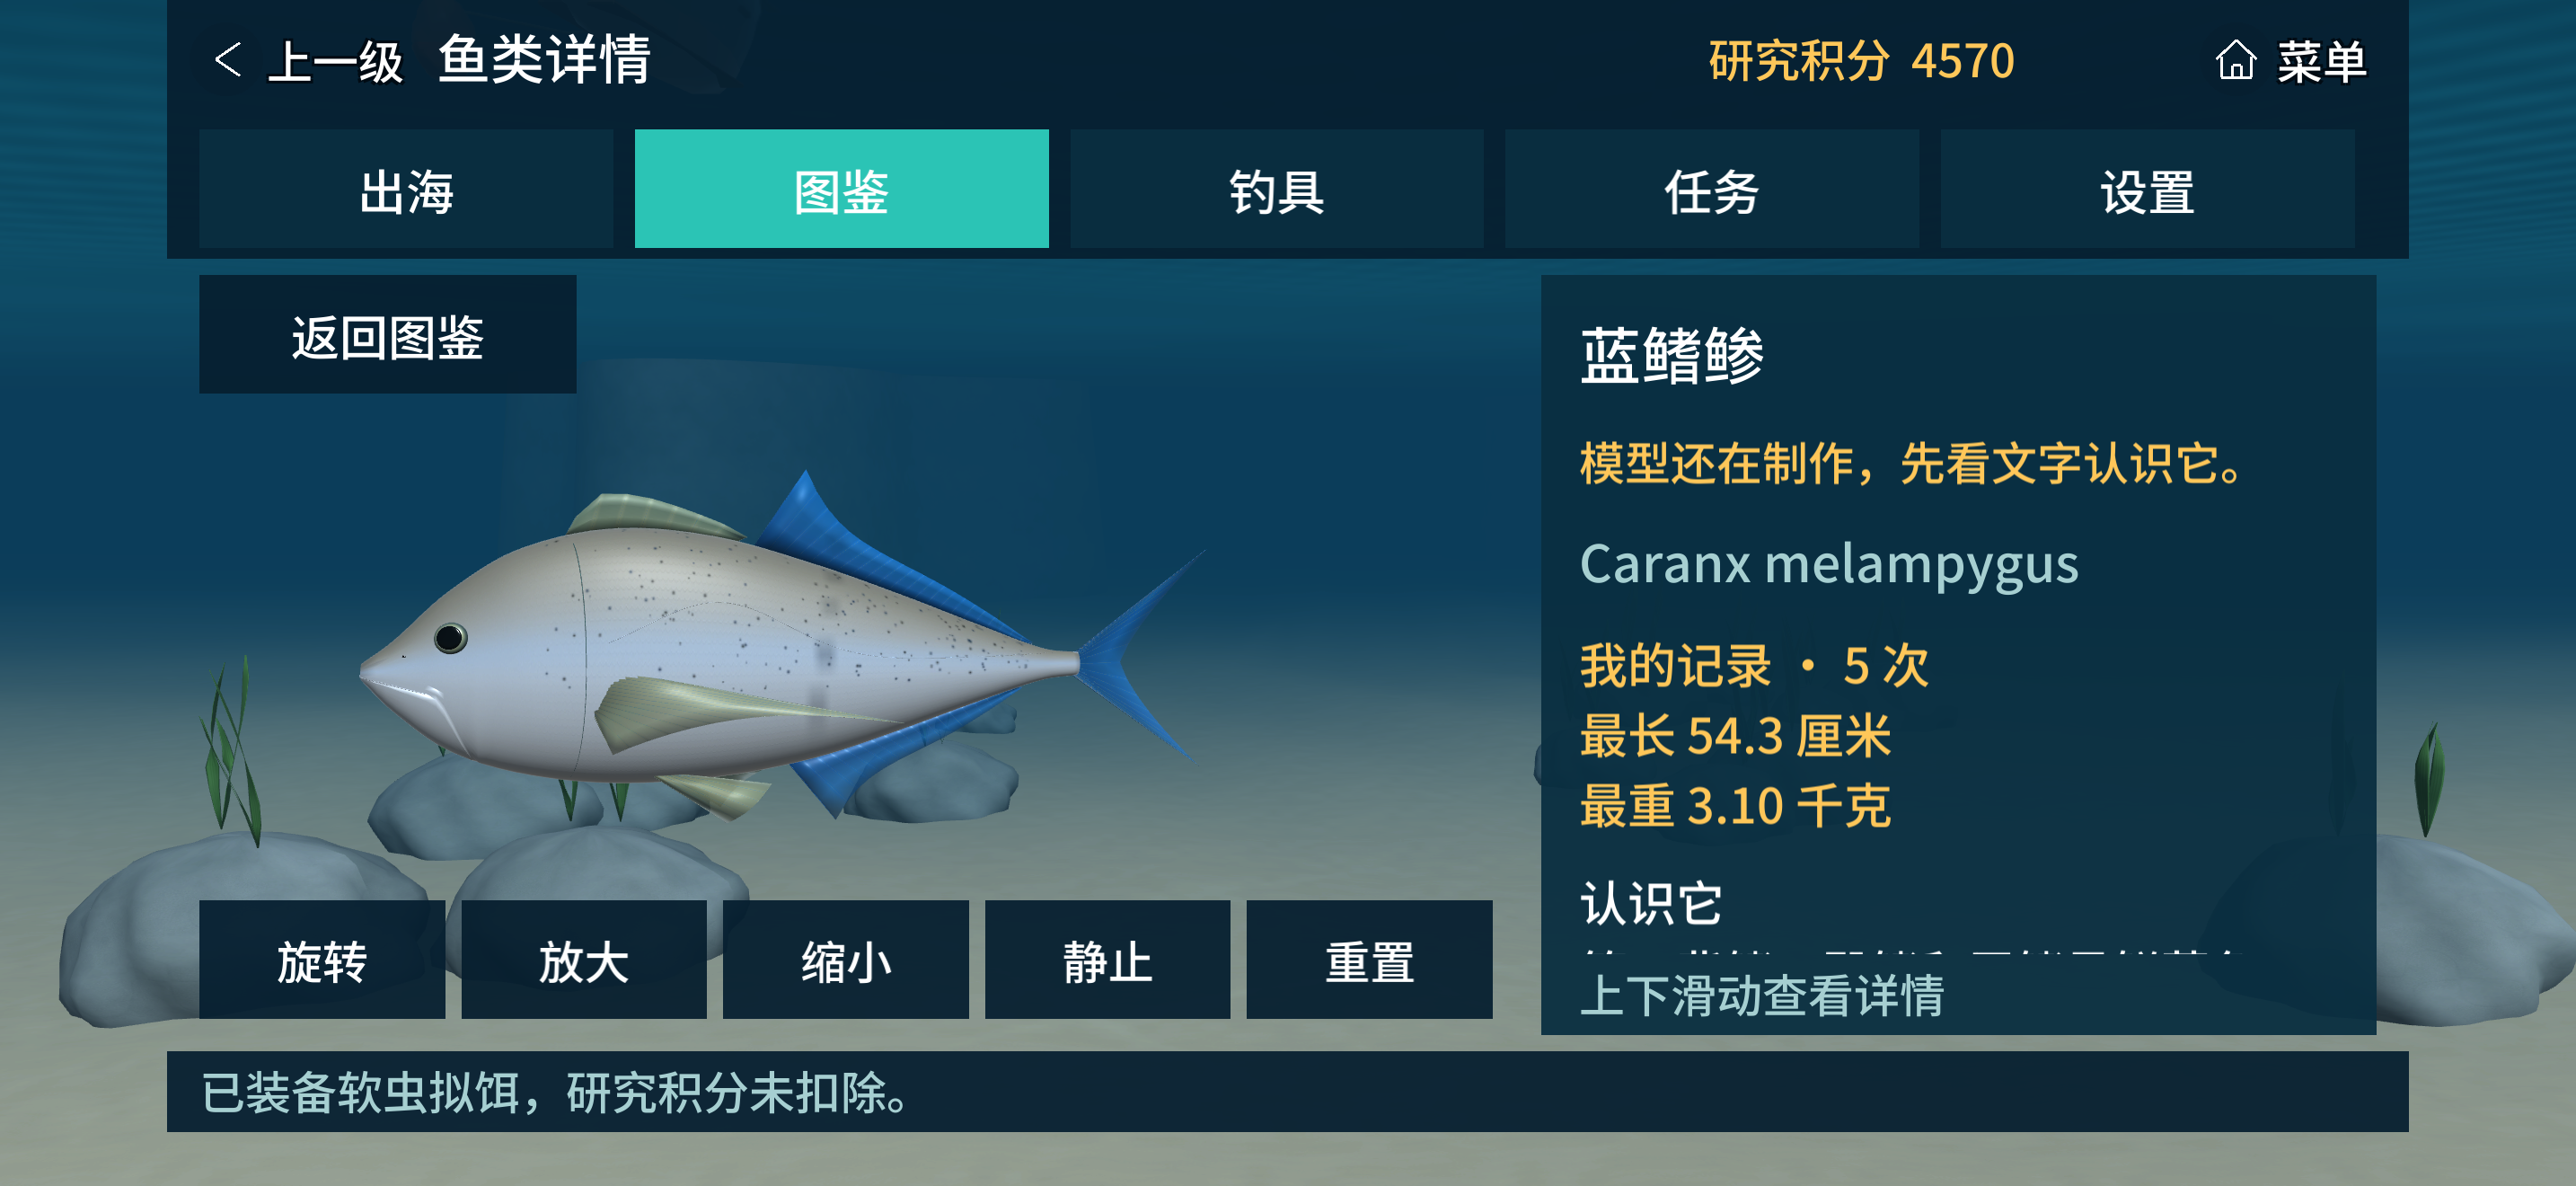 上一级 鱼类详情 研究积分 4570 菜单
出海 图鉴 钓具 任务 设置
返回图鉴
蓝鳍鲹
模型还在制作，先看文字认识它。
Caranx melampygus
我的记录 · 5 次
最长 54.3 厘米
最重 3.10 千克
认识它
上下滑动查看详情
旋转 放大 缩小 静止 重置
已装备软虫拟饵，研究积分未扣除。